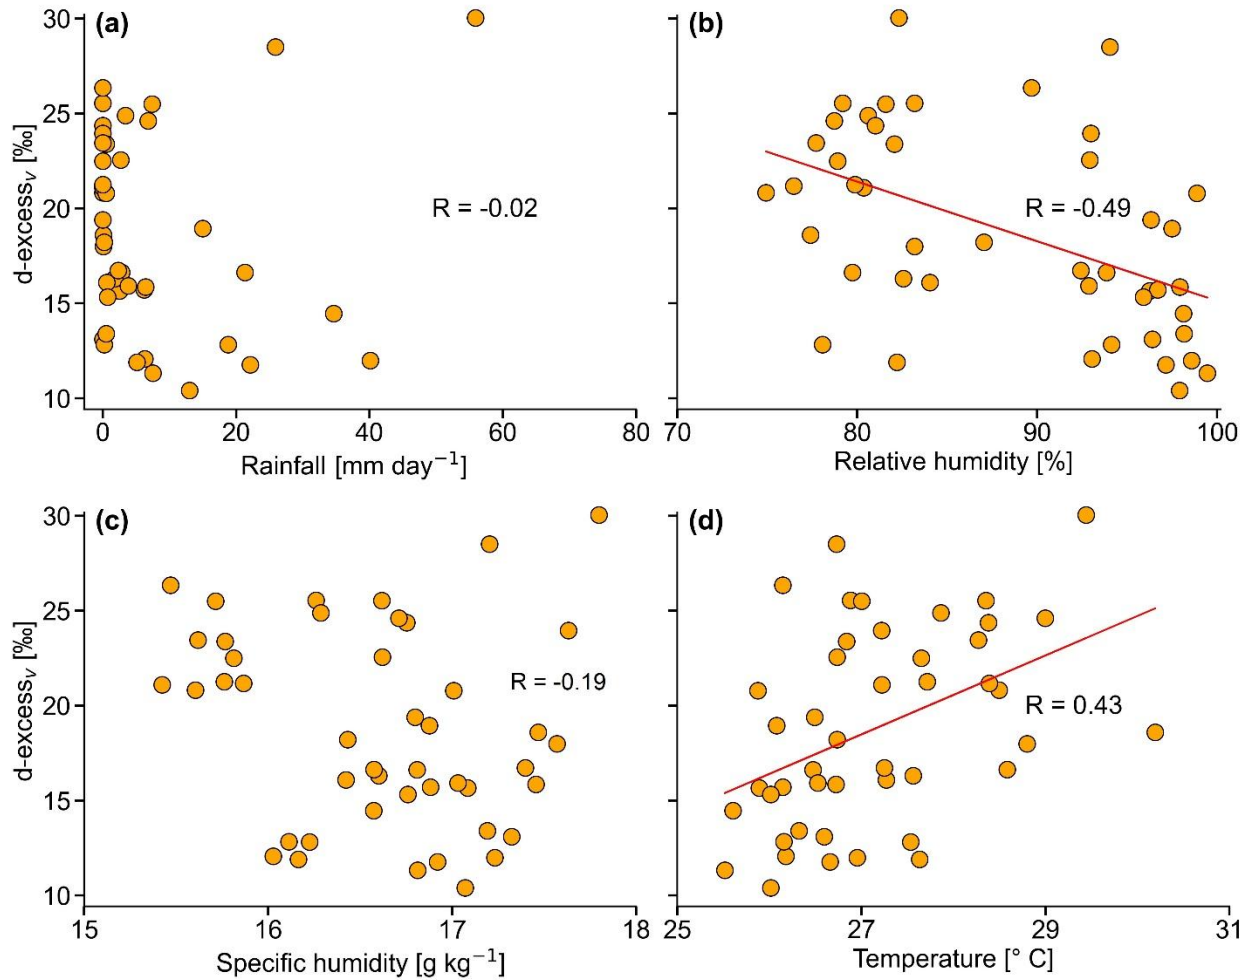 (a)
30
25
20
15
10
d-excessᵥ [‰]
R = -0.02
0 20 40 60 80
Rainfall [mm day⁻¹]
(b)
R = -0.49
70 80 90 100
Relative humidity [%]
(c)
30
25
20
15
10
d-excessᵥ [‰]
R = -0.19
15 16 17 18
Specific humidity [g kg⁻¹]
(d)
R = 0.43
25 27 29 31
Temperature [° C]